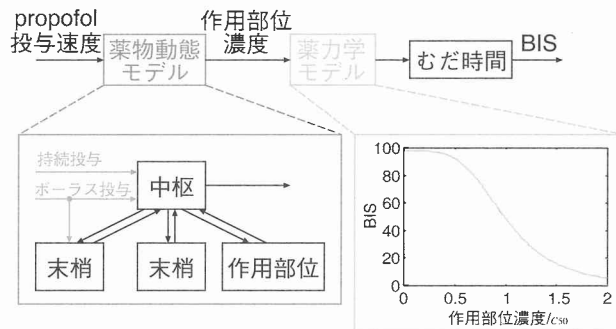 propofol
投与速度
薬物動態
モデル
作用部位
濃度
薬力学
モデル
むだ時間
BIS
持続投与
ボーラス投与
中枢
末梢
末梢
作用部位
100
80
60
40
20
0
BIS
0
0.5
1
1.5
2
作用部位濃度/C50